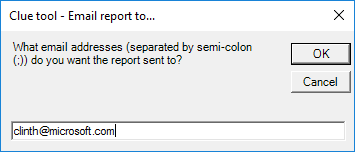 Clue tool - Email report to...
What email addresses (separated by semi-colon
(;)) do you want the report sent to?
OK
Cancel
clinth@microsoft.com